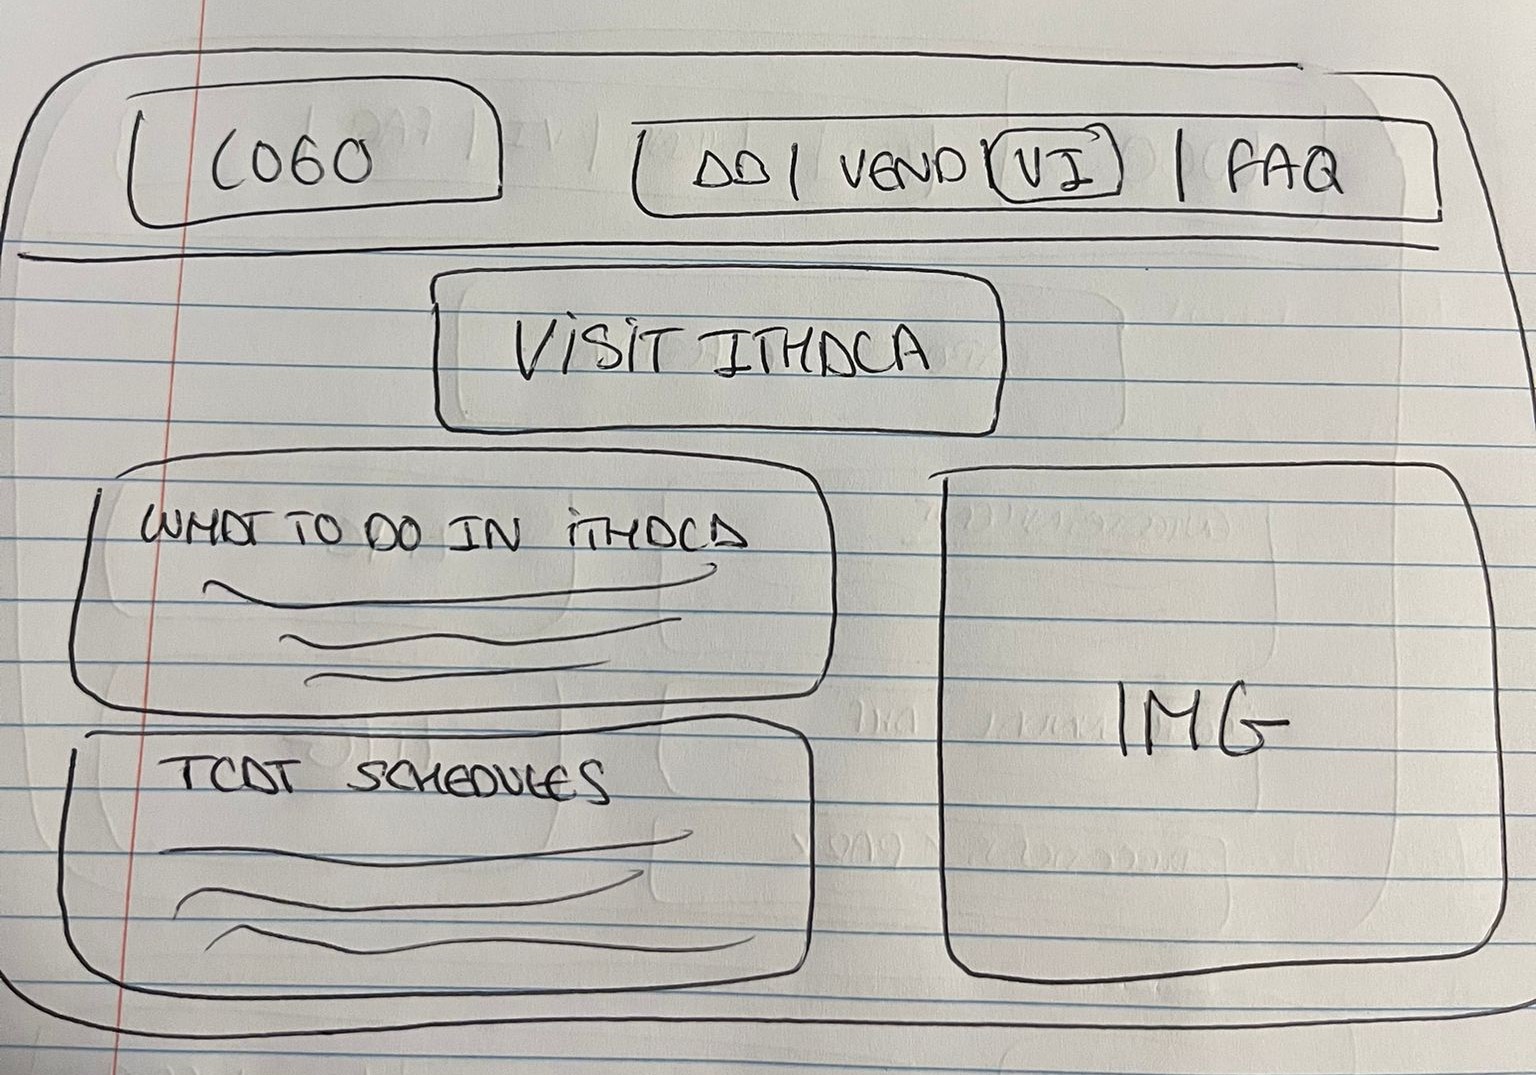 LOGO
DD | VEND | VI | FAQ
VISIT ITHACA
WHAT TO DO IN ITHACA
TCAT SCHEDULES
IMG